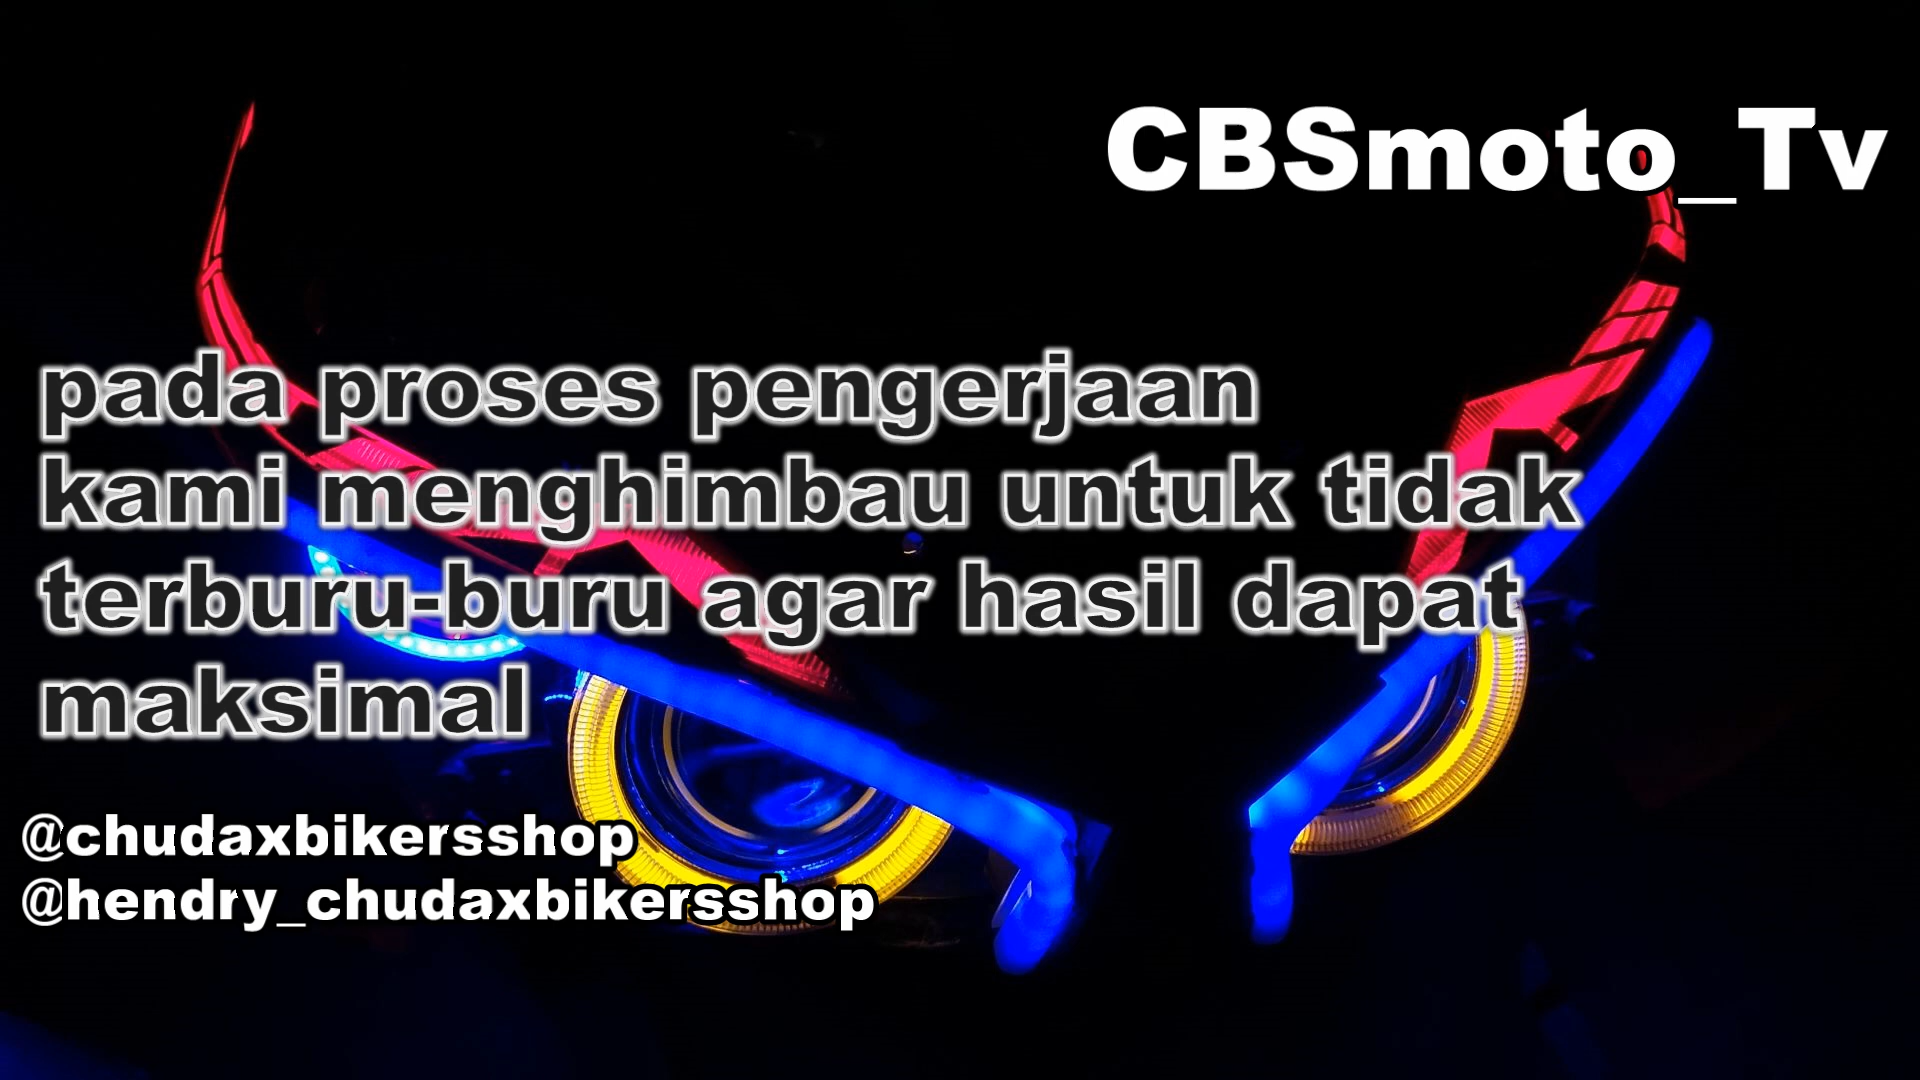 CBSmoto_Tv
pada proses pengerjaan
kami menghimbau untuk tidak
terburu-buru agar hasil dapat
maksimal
@chudaxbikersshop
@hendry_chudaxbikersshop